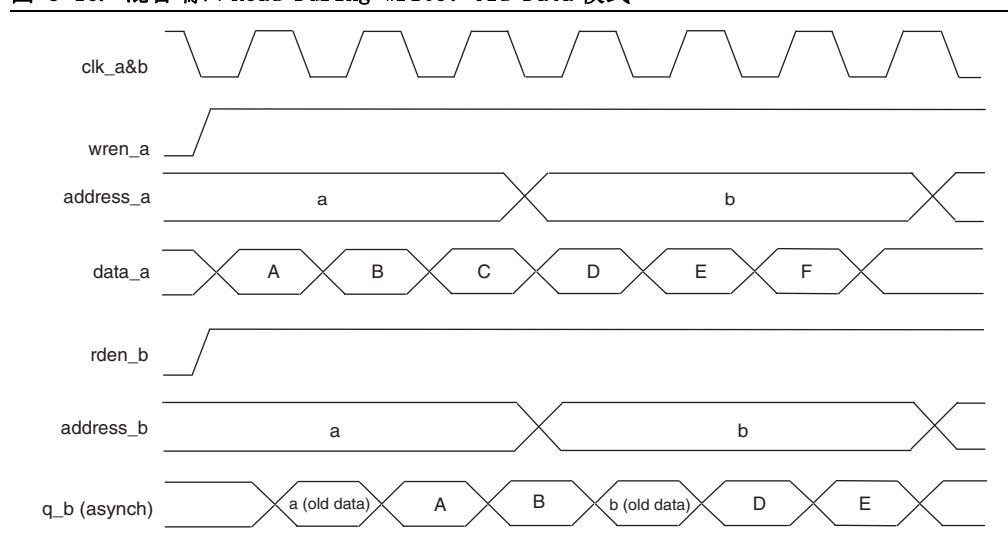 clk_a&b
wren_a
address_a a b
data_a A B C D E F
rden_b
address_b a b
q_b (asynch) a (old data) A B b (old data) D E